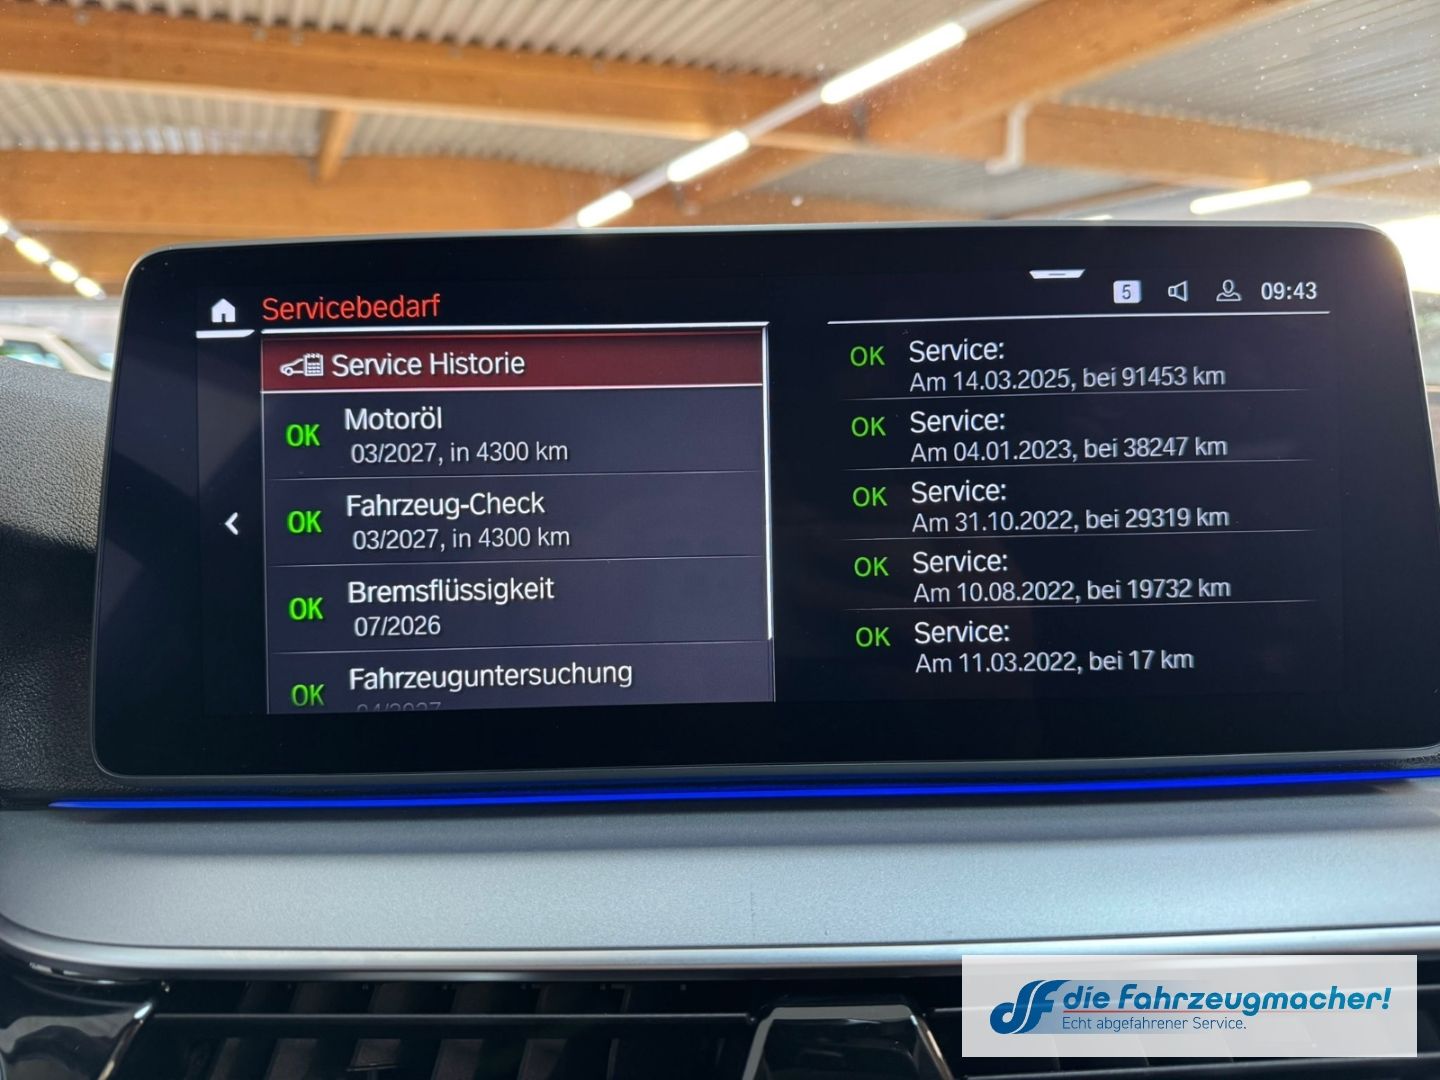 Servicebedarf
5
09:43
Service Historie
OK
Motoröl
03/2027, in 4300 km
OK
Fahrzeug-Check
03/2027, in 4300 km
OK
Bremsflüssigkeit
07/2026
OK
Fahrzeuguntersuchung
04/2027
OK
Service:
Am 14.03.2025, bei 91453 km
OK
Service:
Am 04.01.2023, bei 38247 km
OK
Service:
Am 31.10.2022, bei 29319 km
OK
Service:
Am 10.08.2022, bei 19732 km
OK
Service:
Am 11.03.2022, bei 17 km
dF die Fahrzeugmacher!
Echt abgefahrener Service.